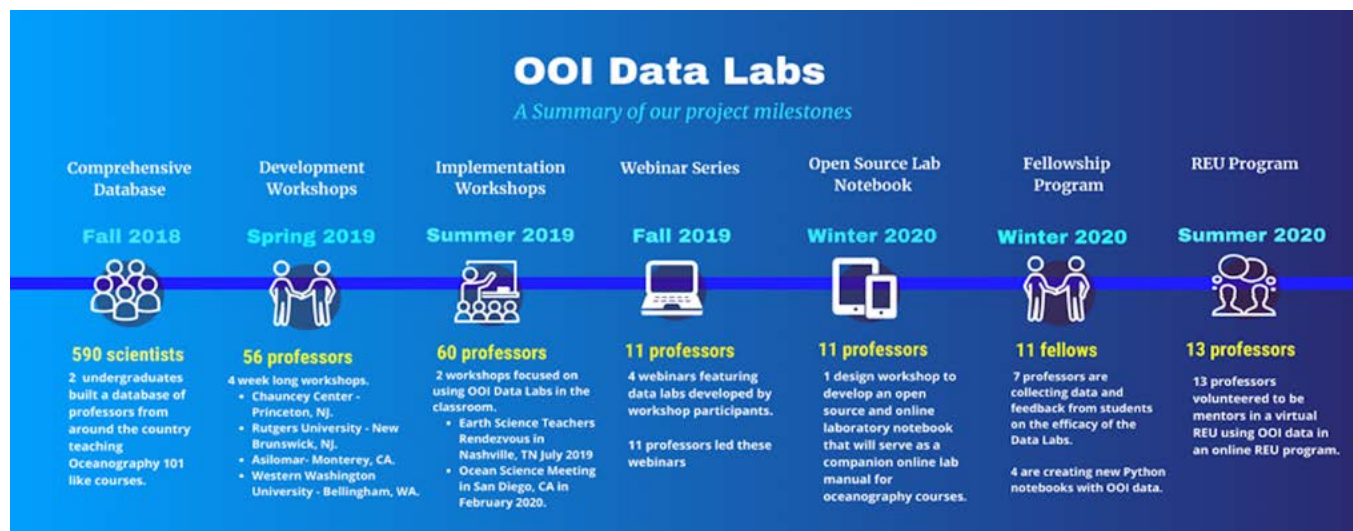 OOI Data Labs
A Summary of our project milestones
Comprehensive
Database
Fall 2018
590 scientists
2 undergraduates
built a database of
professors from
around the country
teaching
Oceanography 101
like courses.
Development
Workshops
Spring 2019
56 professors
4 week long workshops.
• Chauncey Center -
Princeton, NJ.
• Rutgers University - New
Brunswick, NJ.
• Asilomar- Monterey, CA.
• Western Washington
University - Bellingham, WA.
Implementation
Workshops
Summer 2019
60 professors
2 workshops focused on
using OOI Data Labs in the
classroom.
• Earth Science Teachers
Rendezvous in
Nashville, TN July 2019
• Ocean Science Meeting
in San Diego, CA in
February 2020.
Webinar Series
Fall 2019
11 professors
4 webinars featuring
data labs developed by
workshop participants.
11 professors led these
webinars
Open Source Lab
Notebook
Winter 2020
11 professors
1 design workshop to
develop an open
source and online
laboratory notebook
that will serve as a
companion online lab
manual for
oceanography courses.
Fellowship
Program
Winter 2020
11 fellows
7 professors are
collecting data and
feedback from students
on the efficacy of the
Data Labs.
4 are creating new Python
notebooks with OOI data.
REU Program
Summer 2020
13 professors
13 professors
volunteered to be
mentors in a virtual
REU using OOI data in
an online REU program.